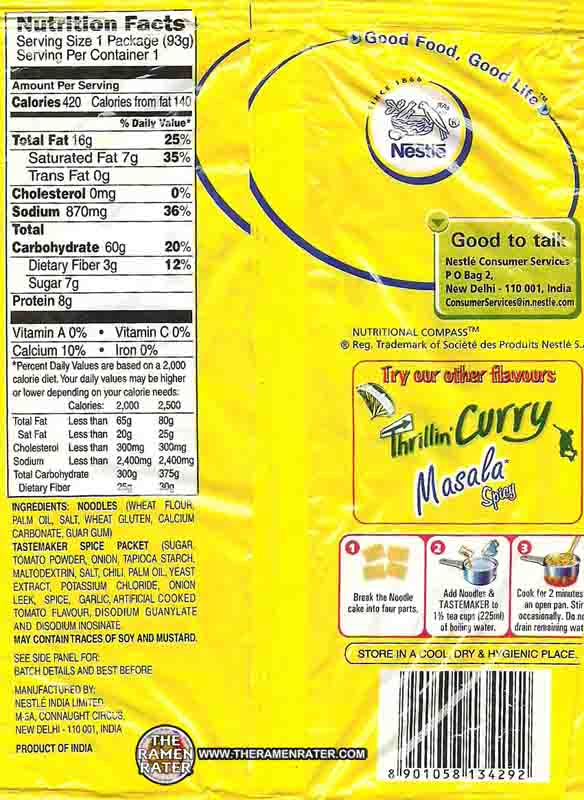 Nutrition Facts
Serving Size 1 Package (93g)
Serving Per Container 1
Amount Per Serving
Calories 420 Calories from fat 140
% Daily Value*
Total Fat 16g 25%
Saturated Fat 7g 35%
Trans Fat 0g
Cholesterol 0mg 0%
Sodium 870mg 36%
Total
Carbohydrate 60g 20%
Dietary Fiber 3g 12%
Sugar 7g
Protein 8g
Vitamin A 0% • Vitamin C 0%
Calcium 10% • Iron 0%
*Percent Daily Values are based on a 2,000
calorie diet. Your daily values may be higher
or lower depending on your calorie needs:
Calories: 2,000 2,500
Total Fat Less than 65g 80g
Sat Fat Less than 20g 25g
Cholesterol Less than 300mg 300mg
Sodium Less than 2,400mg 2,400mg
Total Carbohydrate 300g 375g
Dietary Fiber 25g 30g
INGREDIENTS: NOODLES (WHEAT FLOUR,
PALM OIL, SALT, WHEAT GLUTEN, CALCIUM
CARBONATE, GUAR GUM)
TASTEMAKER SPICE PACKET (SUGAR,
TOMATO POWDER, ONION, TAPIOCA STARCH,
MALTODEXTRIN, SALT, CHILI, PALM OIL, YEAST
EXTRACT, POTASSIUM CHLORIDE, ONION
LEEK, SPICE, GARLIC, ARTIFICIAL COOKED
TOMATO FLAVOUR, DISODIUM GUANYLATE
AND DISODIUM INOSINATE.
MAY CONTAIN TRACES OF SOY AND MUSTARD.
SEE SIDE PANEL FOR:
BATCH DETAILS AND BEST BEFORE
MANUFACTURED BY:
NESTLÉ INDIA LIMITED
M-5A, CONNAUGHT CIRCUS,
NEW DELHI - 110 001, INDIA
PRODUCT OF INDIA
Good Food, Good Life™
SINCE 1866
®
Nestlé
Good to talk
Nestlé Consumer Services
P O Bag 2,
New Delhi - 110 001, India
ConsumerServices@in.nestle.com
NUTRITIONAL COMPASS™
® Reg. Trademark of Société des Produits Nestlé S.A
Try our other flavours
Thrillin' Curry
Masala*
Spicy
1
Break the Noodle
cake into four parts.
2
Add Noodles &
TASTEMAKER to
1½ tea cups (225ml)
of boiling water.
3
Cook for 2 minutes
an open pan. Stir
occasionally. Do no
drain remaining wat
STORE IN A COOL, DRY & HYGIENIC PLACE.
8 901058 134292
THE
RAMEN
RATER
WWW.THERAMENRATER.COM